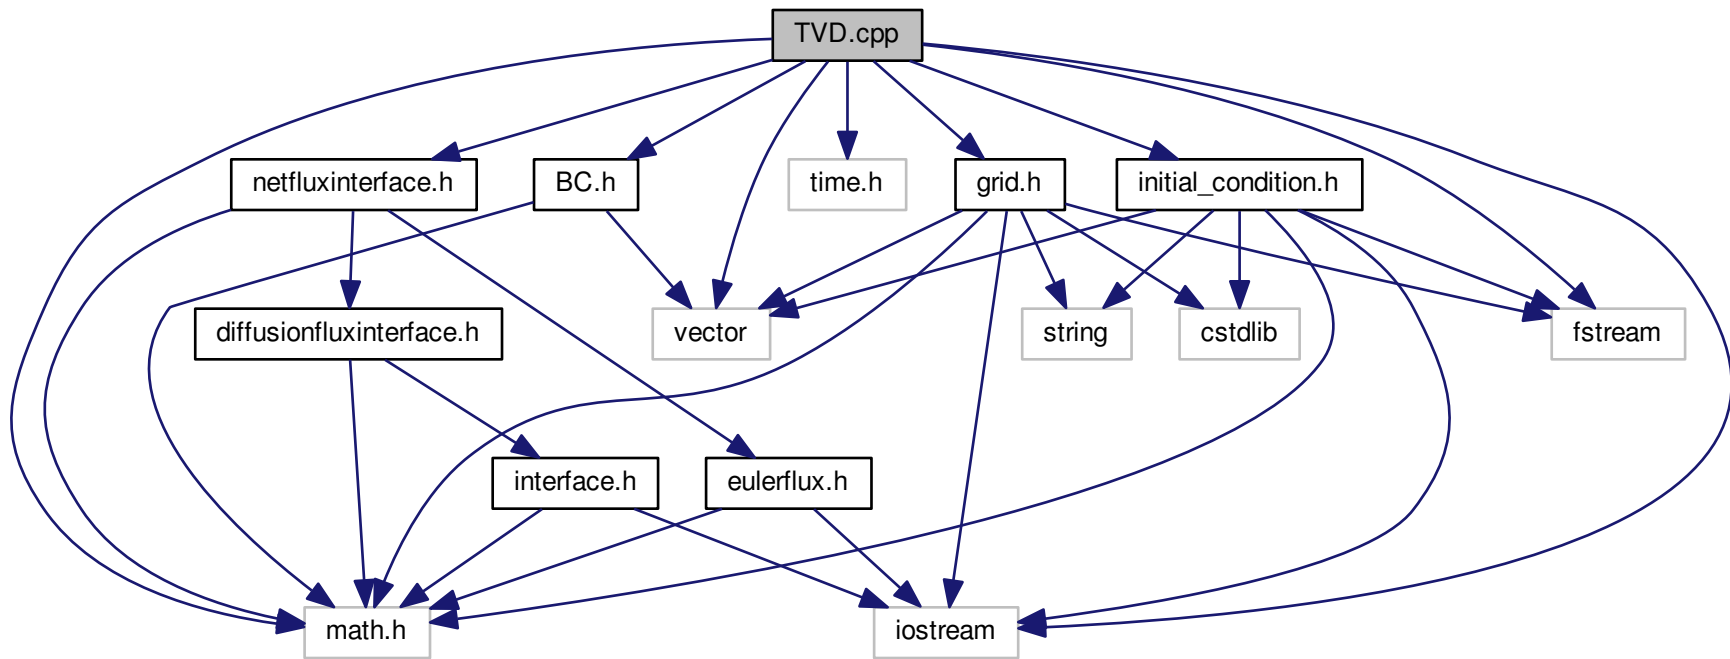 TVD.cpp
netfluxinterface.h
BC.h
time.h
grid.h
initial_condition.h
diffusionfluxinterface.h
vector
string
cstdlib
fstream
interface.h
eulerflux.h
math.h
iostream